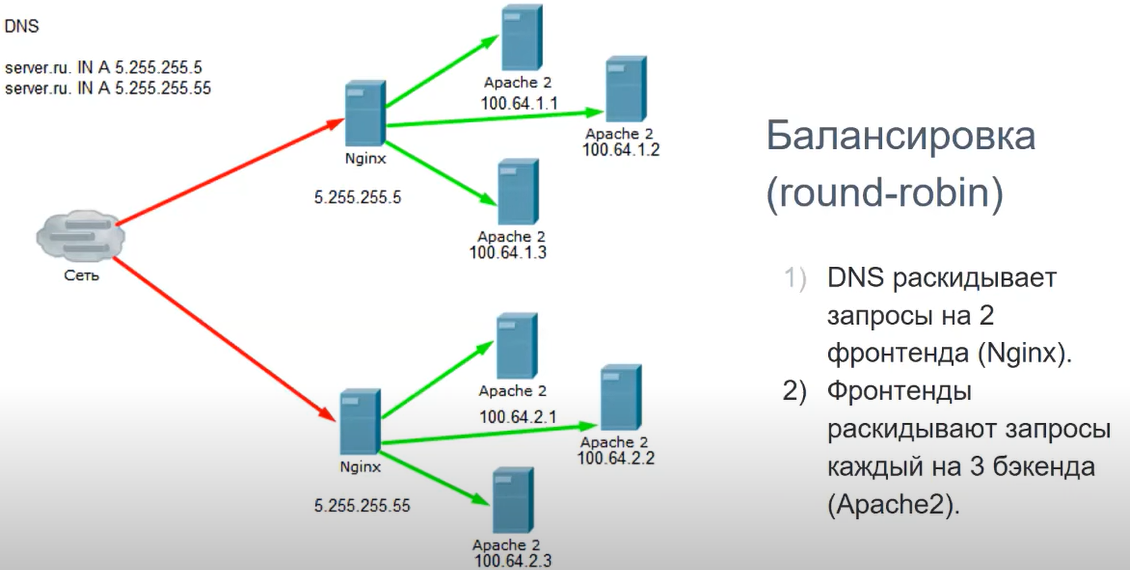 DNS
server.ru. IN A 5.255.255.5
server.ru. IN A 5.255.255.55
Apache 2
100.64.1.1
Apache 2
100.64.1.2
Nginx
5.255.255.5
Apache 2
100.64.1.3
Сеть
Apache 2
100.64.2.1
Apache 2
100.64.2.2
Nginx
5.255.255.55
Apache 2
100.64.2.3
Балансировка
(round-robin)
1) DNS раскидывает
запросы на 2
фронтенда (Nginx).
2) Фронтенды
раскидывают запросы
каждый на 3 бэкенда
(Apache2).